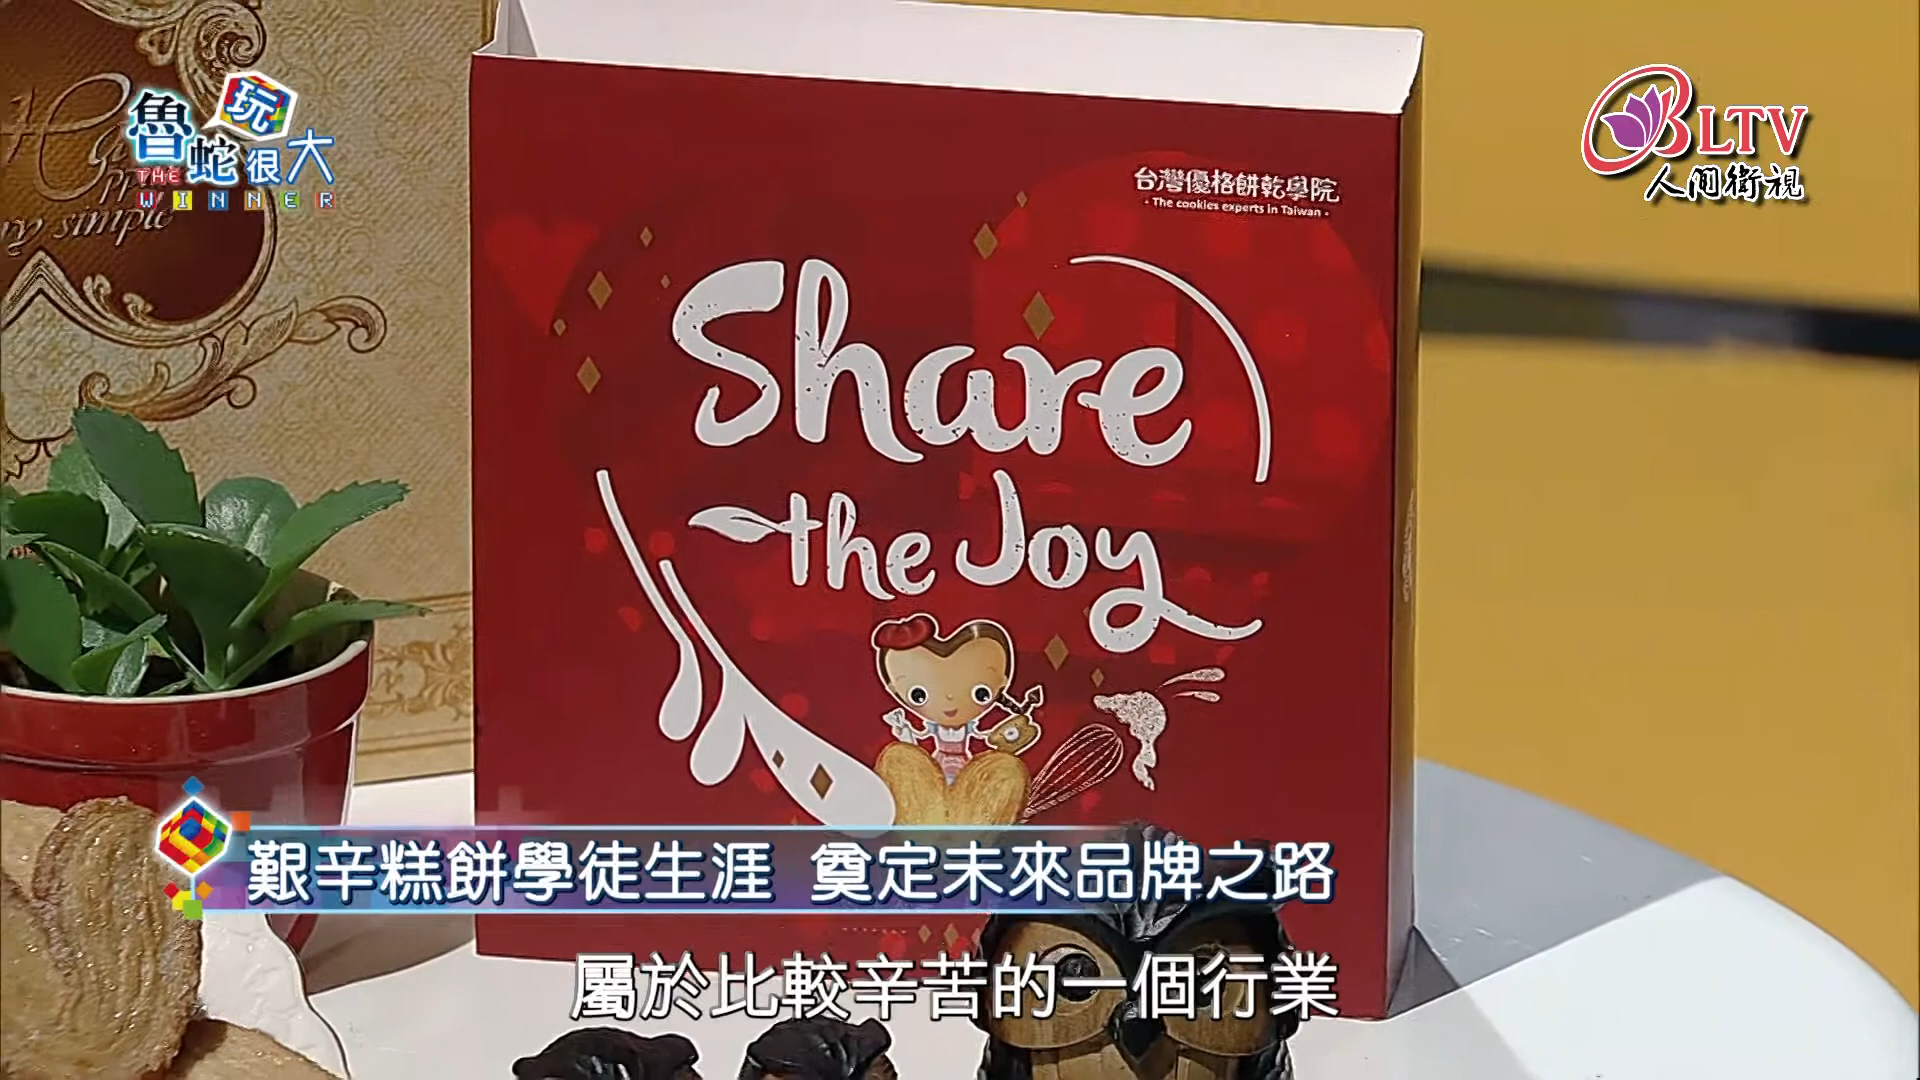 魯蛇玩很大
THE
WINNER
BLTV
人間衛視
台灣優格餅乾學院
- The cookies experts in Taiwan -
Share
the Joy
艱辛糕餅學徒生涯 奠定未來品牌之路
屬於比較辛苦的一個行業